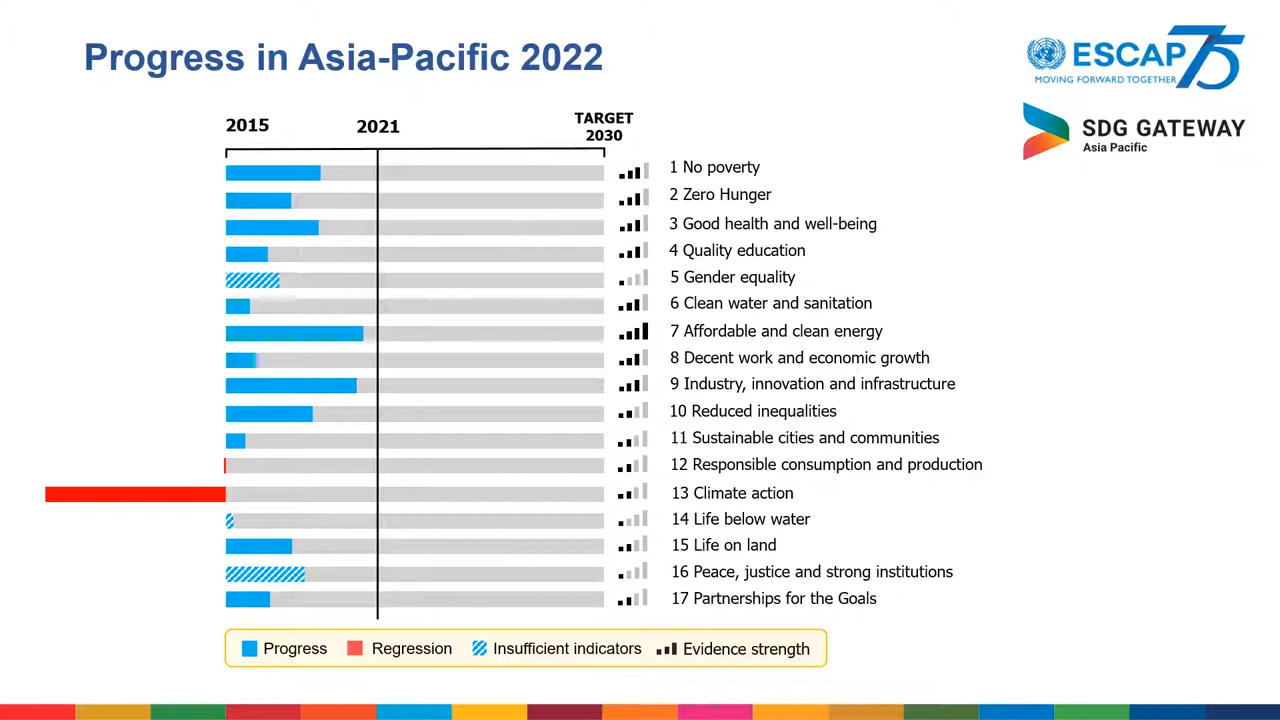 Progress in Asia-Pacific 2022
ESCAP 75
MOVING FORWARD TOGETHER
SDG GATEWAY
Asia Pacific
2015
2021
TARGET
2030
1 No poverty
2 Zero Hunger
3 Good health and well-being
4 Quality education
5 Gender equality
6 Clean water and sanitation
7 Affordable and clean energy
8 Decent work and economic growth
9 Industry, innovation and infrastructure
10 Reduced inequalities
11 Sustainable cities and communities
12 Responsible consumption and production
13 Climate action
14 Life below water
15 Life on land
16 Peace, justice and strong institutions
17 Partnerships for the Goals
Progress Regression Insufficient indicators Evidence strength